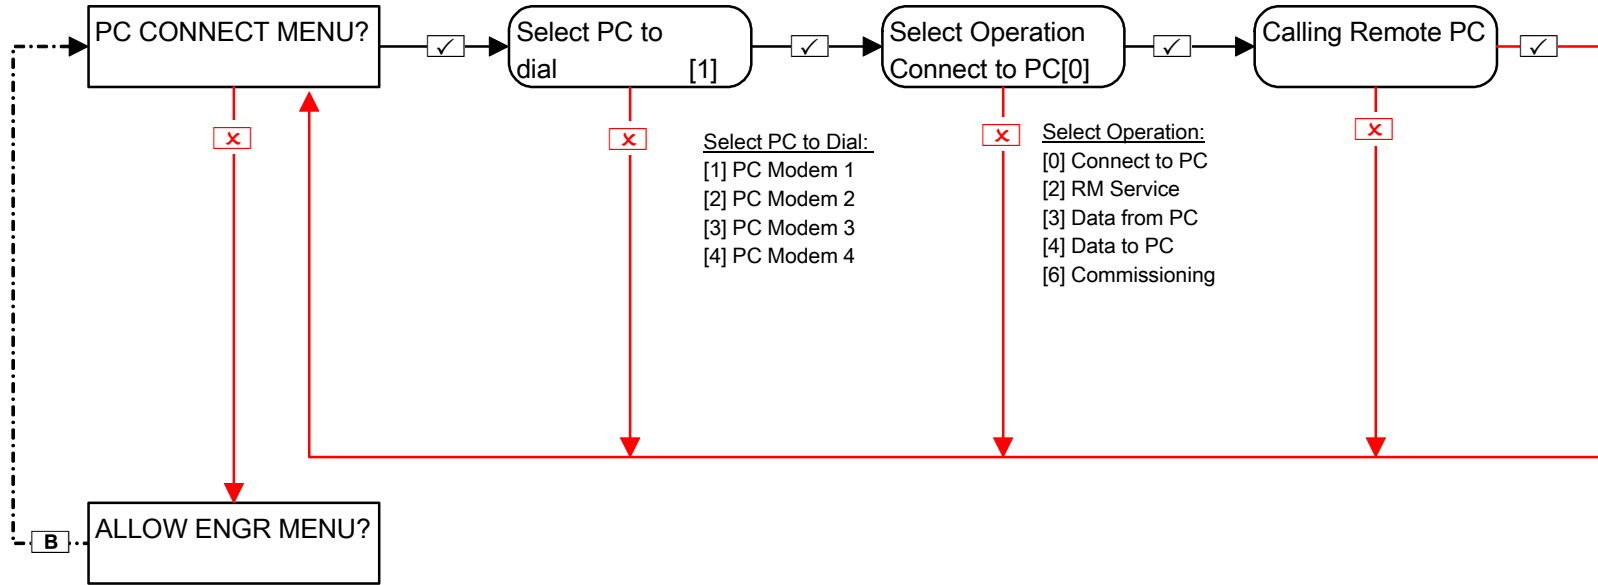 PC CONNECT MENU?
✓
Select PC to
dial [1]
✓
Select Operation
Connect to PC[0]
✓
Calling Remote PC
✓
x
x
x
x
Select PC to Dial:
[1] PC Modem 1
[2] PC Modem 2
[3] PC Modem 3
[4] PC Modem 4
Select Operation:
[0] Connect to PC
[2] RM Service
[3] Data from PC
[4] Data to PC
[6] Commissioning
ALLOW ENGR MENU?
B